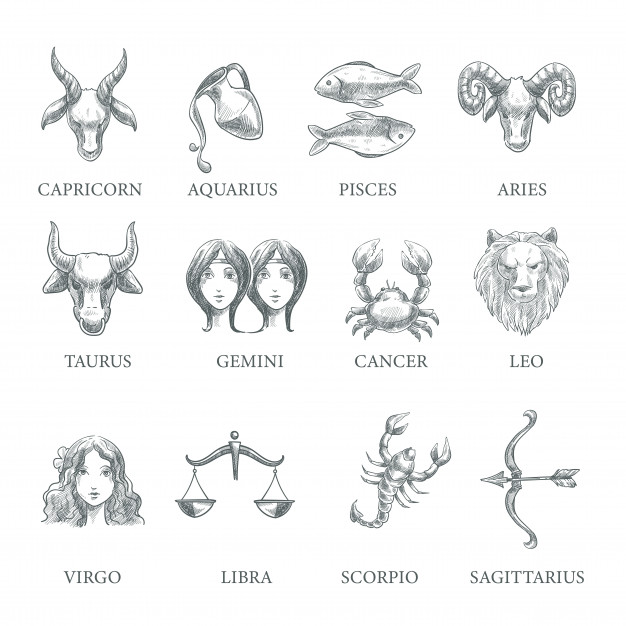 CAPRICORN AQUARIUS PISCES ARIES
TAURUS GEMINI CANCER LEO
VIRGO LIBRA SCORPIO SAGITTARIUS